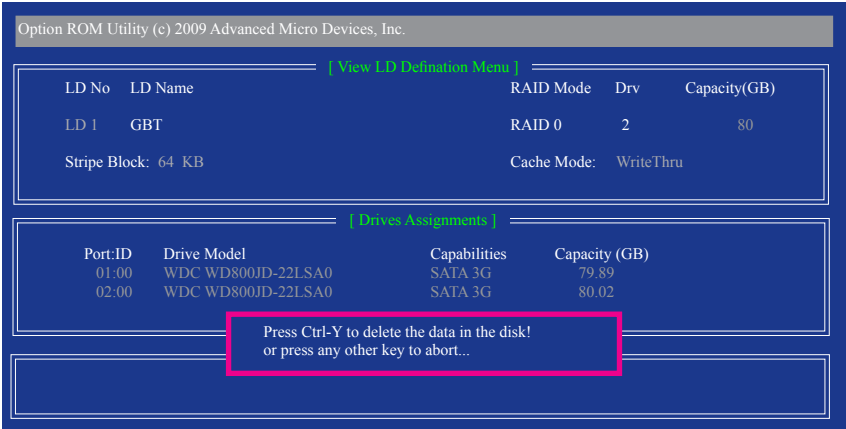 Option ROM Utility (c) 2009 Advanced Micro Devices, Inc.
[ View LD Defination Menu ]
LD No LD Name RAID Mode Drv Capacity(GB)
LD 1 GBT RAID 0 2 80
Stripe Block: 64 KB Cache Mode: WriteThru
[ Drives Assignments ]
Port:ID Drive Model Capabilities Capacity (GB)
01:00 WDC WD800JD-22LSA0 SATA 3G 79.89
02:00 WDC WD800JD-22LSA0 SATA 3G 80.02
Press Ctrl-Y to delete the data in the disk!
or press any other key to abort...